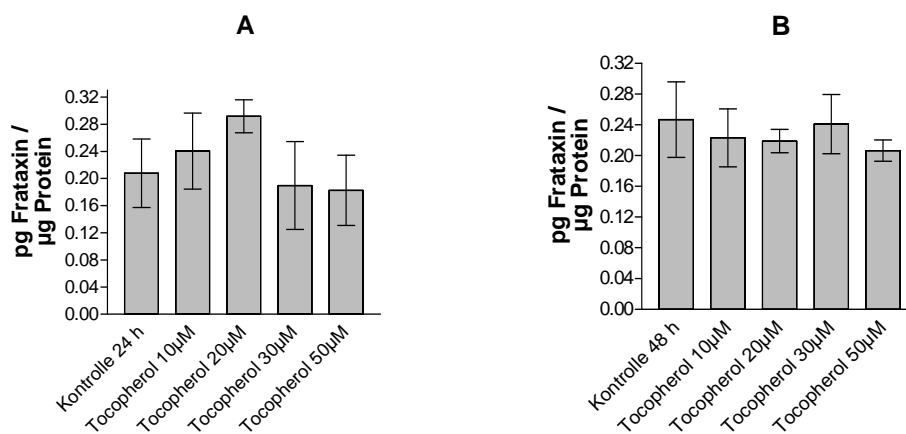 A
pg Frataxin /
µg Protein
0.32
0.28
0.24
0.20
0.16
0.12
0.08
0.04
0.00
Kontrolle 24 h
Tocopherol 10µM
Tocopherol 20µM
Tocopherol 30µM
Tocopherol 50µM
B
pg Frataxin /
µg Protein
0.32
0.28
0.24
0.20
0.16
0.12
0.08
0.04
0.00
Kontrolle 48 h
Tocopherol 10µM
Tocopherol 20µM
Tocopherol 30µM
Tocopherol 50µM